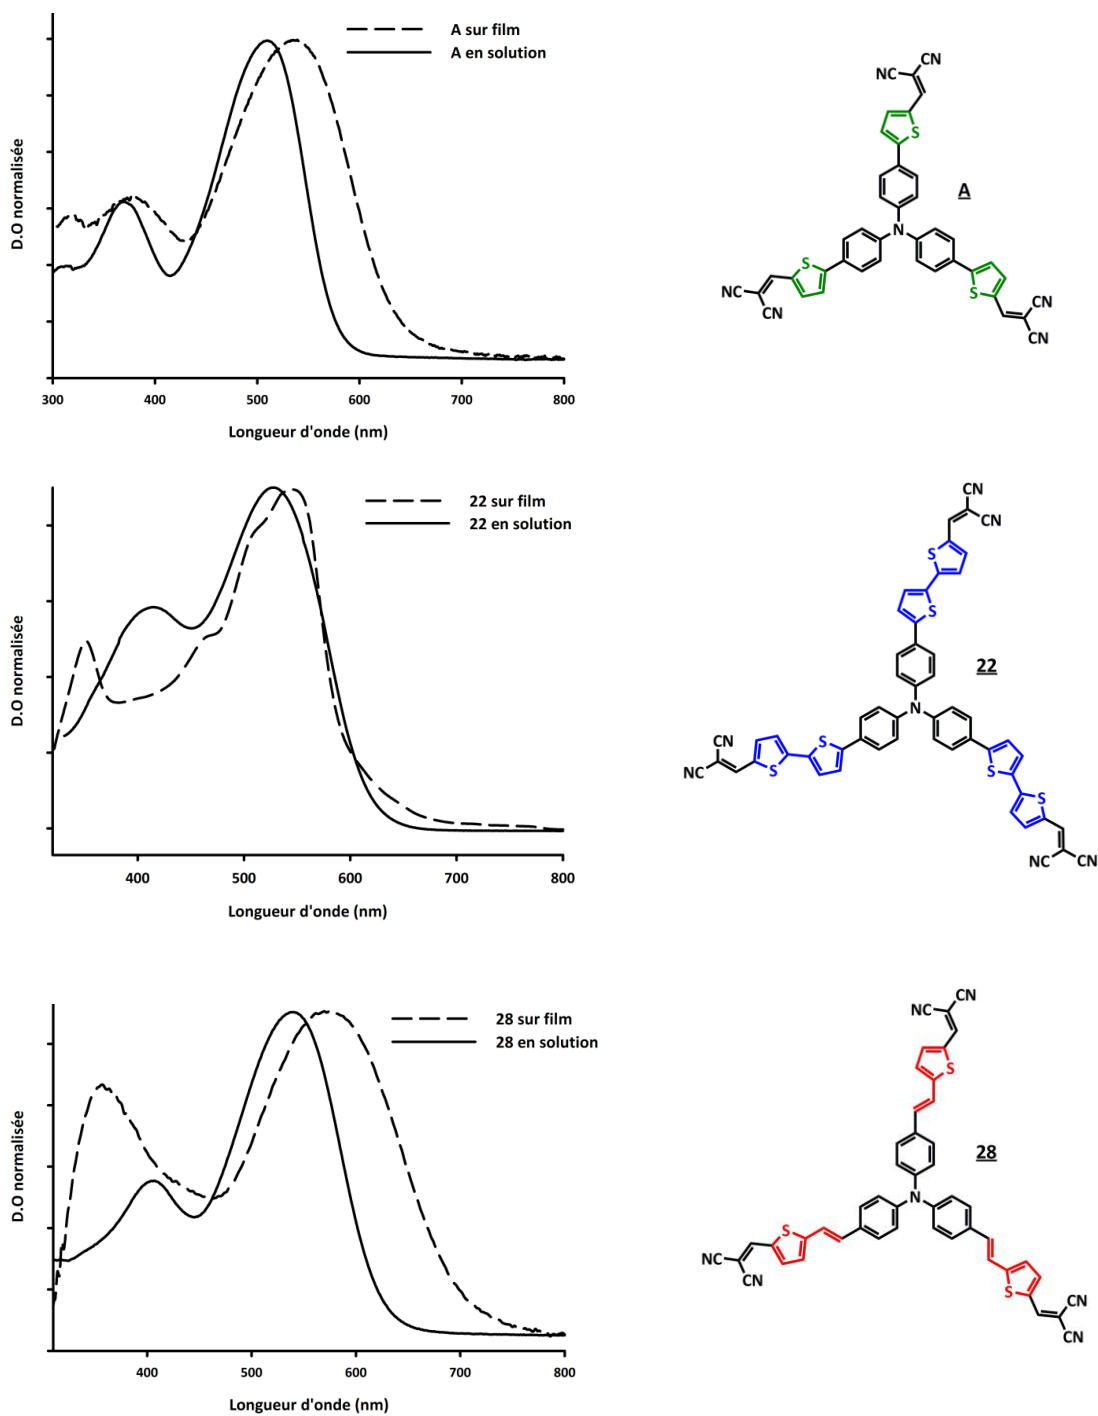 A sur film
A en solution
D.O normalisée
300 400 500 600 700 800
Longueur d'onde (nm)
NC CN
S
A
N
S
NC
CN
S
CN
CN
22 sur film
22 en solution
D.O normalisée
400 500 600 700 800
Longueur d'onde (nm)
CN
CN
S
S
22
N
CN
NC
S
S
S
S
NC CN
28 sur film
28 en solution
D.O normalisée
400 500 600 700 800
Longueur d'onde (nm)
NC CN
S
28
N
S
NC
CN
S
CN
CN